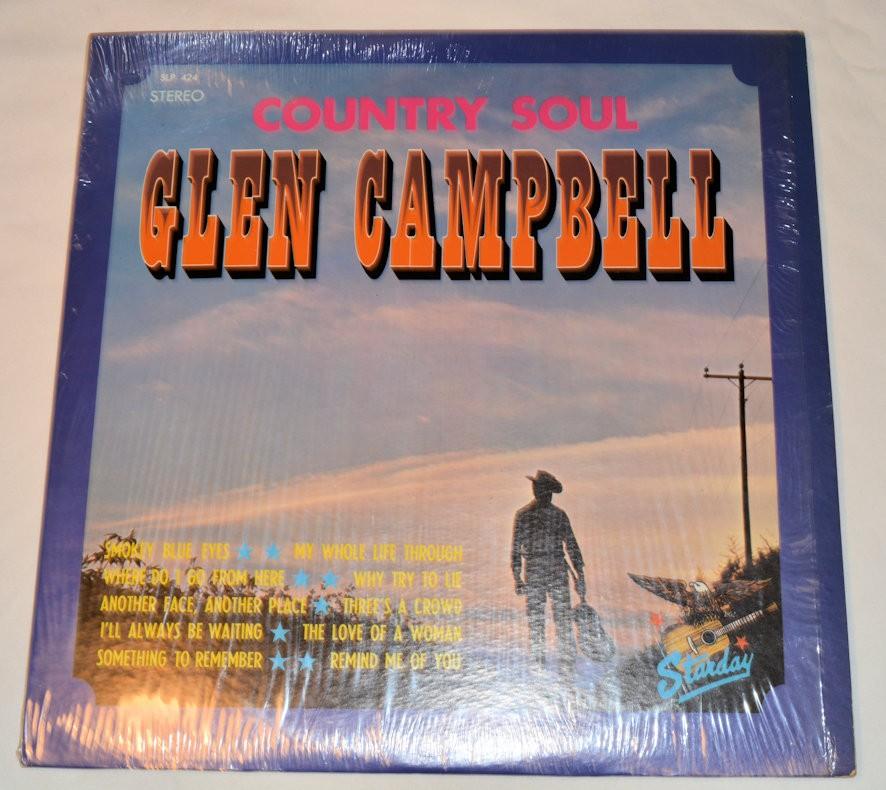 SLP 424
STEREO
COUNTRY SOUL
GLEN CAMPBELL
SMOKEY BLUE EYES ★ ★ MY WHOLE LIFE THROUGH
WHERE DO I GO FROM HERE ★ ★ WHY TRY TO LIE
ANOTHER FACE, ANOTHER PLACE ★ THREE'S A CROWD
I'LL ALWAYS BE WAITING ★ THE LOVE OF A WOMAN
SOMETHING TO REMEMBER ★ ★ REMIND ME OF YOU
Starday